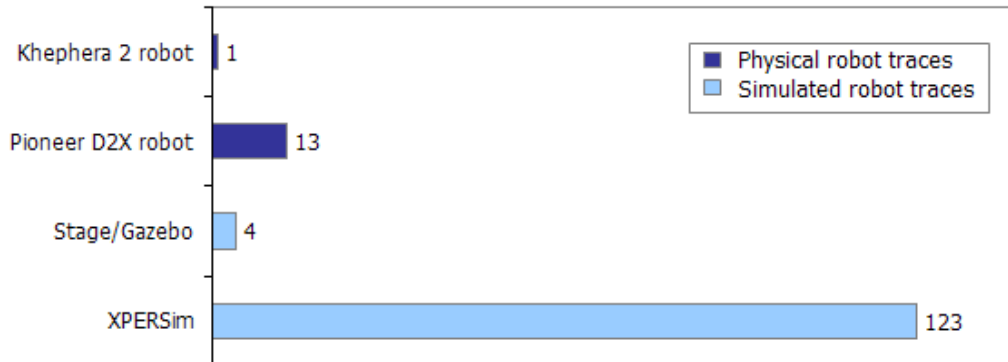 Khephera 2 robot
1
Physical robot traces
Simulated robot traces
Pioneer D2X robot
13
Stage/Gazebo
4
XPERSim
123